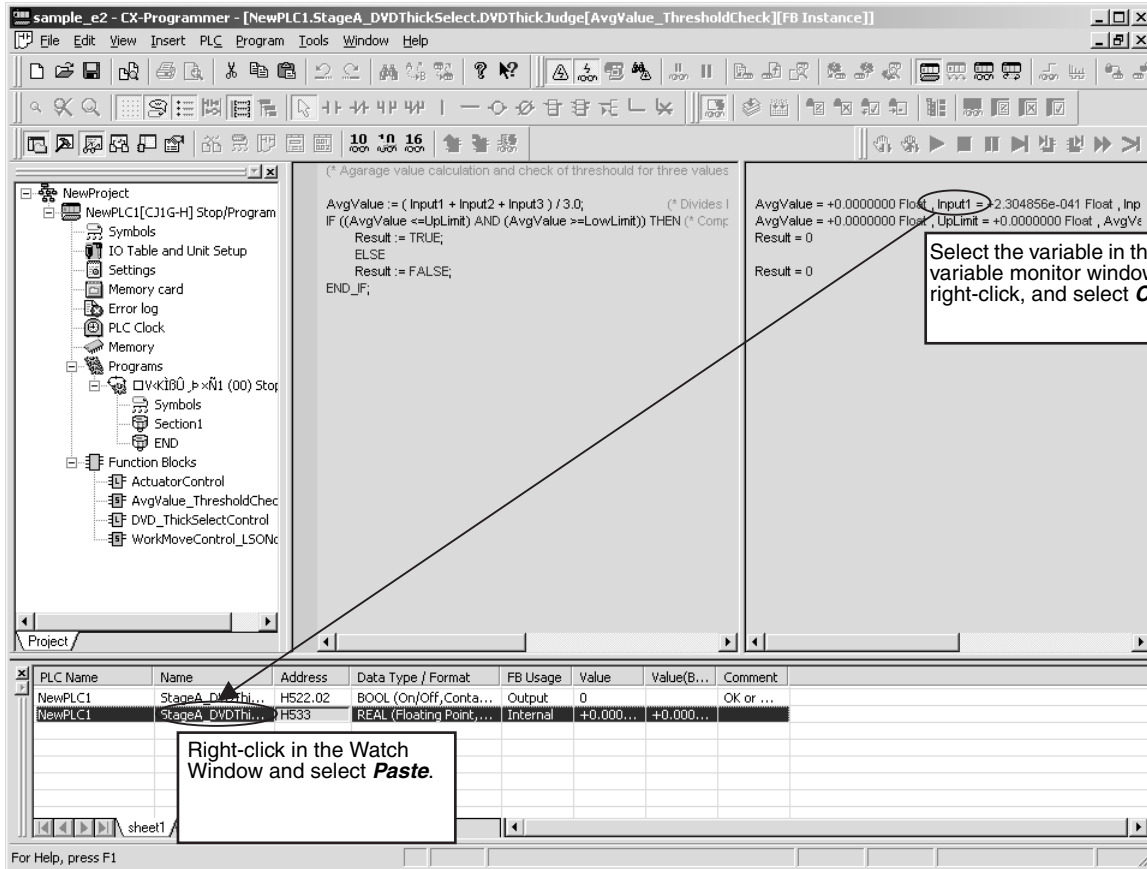 sample_e2 - CX-Programmer - [NewPLC1.StageA_DVDThickSelect.DVDThickJudge[AvgValue_ThresholdCheck][FB Instance]]
File Edit View Insert PLC Program Tools Window Help
10 10 16
NewProject
NewPLC1[CJ1G-H] Stop/Program
Symbols
IO Table and Unit Setup
Settings
Memory card
Error log
PLC Clock
Memory
Programs
(00) Stop
Symbols
Section1
END
Function Blocks
ActuatorControl
AvgValue_ThresholdChec
DVD_ThickSelectControl
WorkMoveControl_LSONo
Project
(* Agarage value calculation and check of threshould for three values
AvgValue := ( Input1 + Input2 + Input3 ) / 3.0; (* Divides
IF ((AvgValue <=UpLimit) AND (AvgValue >=LowLimit)) THEN (* Comp
Result := TRUE;
ELSE
Result := FALSE;
END_IF;
AvgValue = +0.0000000 Float , Input1 = +2.304856e-041 Float , Inp
AvgValue = +0.0000000 Float , UpLimit = +0.0000000 Float , AvgVa
Result = 0
Result = 0
Select the variable in th
variable monitor window
right-click, and select C
PLC Name Name Address Data Type / Format FB Usage Value Value(B... Comment
NewPLC1 StageA_DVDThi... H522.02 BOOL (On/Off,Conta... Output 0 OK or ...
NewPLC1 StageA_DVDThi... H533 REAL (Floating Point,... Internal +0.000... +0.000...
Right-click in the Watch
Window and select Paste.
sheet1
For Help, press F1